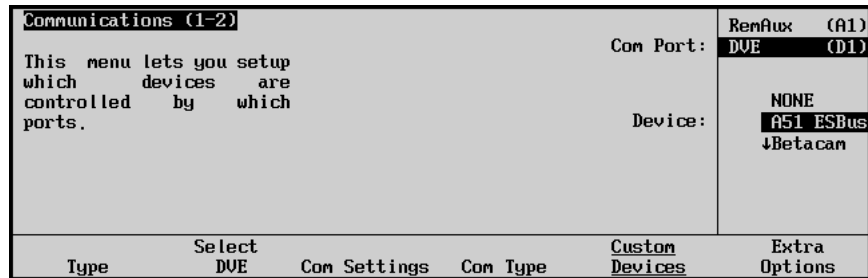 Communications (1-2)
This menu lets you setup
which devices are
controlled by which
ports.
Com Port:
RemAux (A1)
DVE (D1)
Device:
NONE
A51 ESBus
↓Betacam
Type
Select DVE
Com Settings
Com Type
Custom Devices
Extra Options